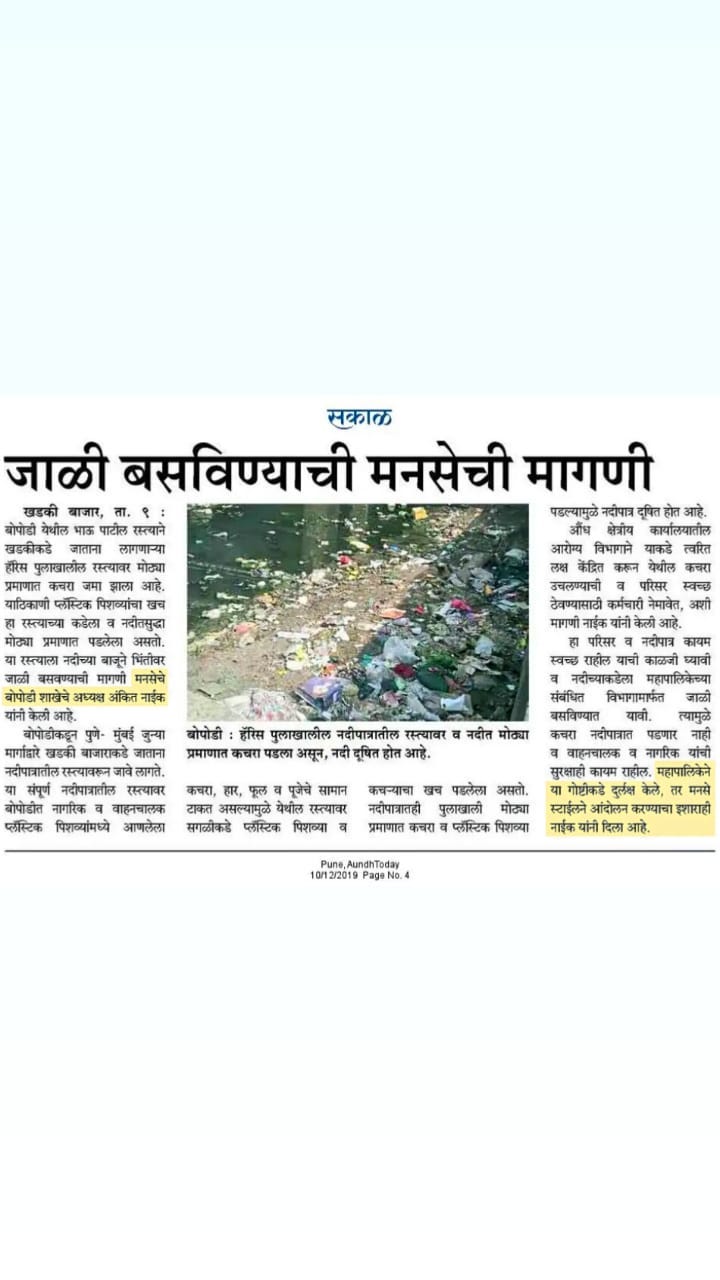 सकाळ
जाळी बसविण्याची मनसेची मागणी
खडकी बाजार, ता. ९ :
बोपोडी येथील भाऊ पाटील रस्त्याने
खडकीकडे जाताना लागणाऱ्या
हॅरिस पुलाखालील रस्त्यावर मोठ्या
प्रमाणात कचरा जमा झाला आहे.
याठिकाणी प्लॅस्टिक पिशव्यांचा खच
हा रस्त्याच्या कडेला व नदीतसुद्धा
मोठ्या प्रमाणात पडलेला असतो.
या रस्त्याला नदीच्या बाजूने भिंतीवर
जाळी बसवण्याची मागणी मनसेचे
बोपोडी शाखेचे अध्यक्ष अंकित नाईक
यांनी केली आहे.
बोपोडीकडून पुणे- मुंबई जुन्या
मार्गाद्वारे खडकी बाजाराकडे जाताना
नदीपात्रातील रस्त्यावरून जावे लागते.
या संपूर्ण नदीपात्रातील रस्त्यावर
बोपोडीत नागरिक व वाहनचालक
प्लॅस्टिक पिशव्यांमध्ये आणलेला
बोपोडी : हॅरिस पुलाखालील नदीपात्रातील रस्त्यावर व नदीत मोठ्या
प्रमाणात कचरा पडला असून, नदी दूषित होत आहे.
कचरा, हार, फूल व पूजेचे सामान
टाकत असल्यामुळे येथील रस्त्यावर
सगळीकडे प्लॅस्टिक पिशव्या व
कचऱ्याचा खच पडलेला असतो.
नदीपात्रातही पुलाखाली मोठ्या
प्रमाणात कचरा व प्लॅस्टिक पिशव्या
पडल्यामुळे नदीपात्र दूषित होत आहे.
औंध क्षेत्रीय कार्यालयातील
आरोग्य विभागाने याकडे त्वरित
लक्ष केंद्रित करून येथील कचरा
उचलण्याची व परिसर स्वच्छ
ठेवण्यासाठी कर्मचारी नेमावेत, अशी
मागणी नाईक यांनी केली आहे.
हा परिसर व नदीपात्र कायम
स्वच्छ राहील याची काळजी घ्यावी
व नदीच्याकडेला महापालिकेच्या
संबंधित विभागामार्फत जाळी
बसविण्यात यावी. त्यामुळे
कचरा नदीपात्रात पडणार नाही
व वाहनचालक व नागरिक यांची
सुरक्षाही कायम राहील. महापालिकेने
या गोष्टीकडे दुर्लक्ष केले, तर मनसे
स्टाईलने आंदोलन करण्याचा इशाराही
नाईक यांनी दिला आहे.
Pune,AundhToday
10/12/2019 Page No. 4